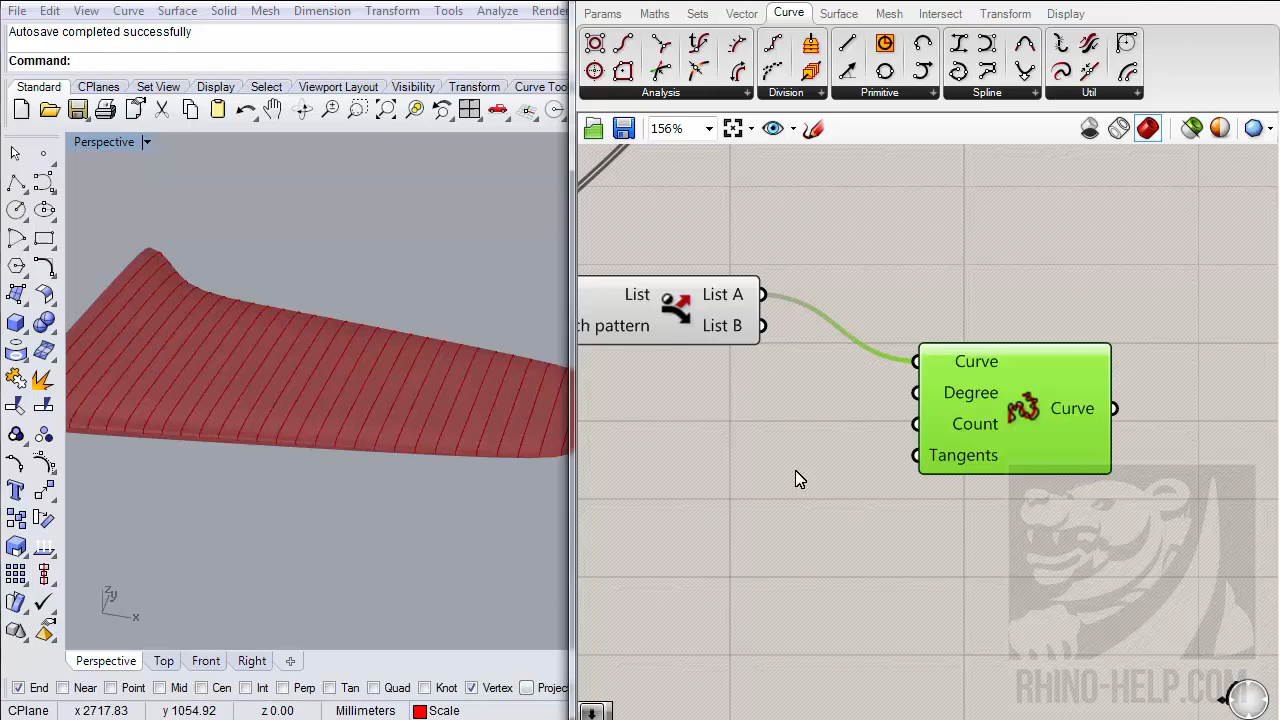 File Edit View Curve Surface Solid Mesh Dimension Transform Tools Analyze Render
Autosave completed successfully
Command:
Standard CPlanes Set View Display Select Viewport Layout Visibility Transform Curve Too
Perspective
z
y
x
Perspective Top Front Right
End Near Point Mid Cen Int Perp Tan Quad Knot Vertex Projec
CPlane x 2717.83 y 1054.92 z 0.00 Millimeters Scale
Params Maths Sets Vector Curve Surface Mesh Intersect Transform Display
Analysis Division Primitive Spline Util
156%
List List A
ch pattern List B
Curve
Degree
Count
Tangents
Curve
RHINO-HELP.COM